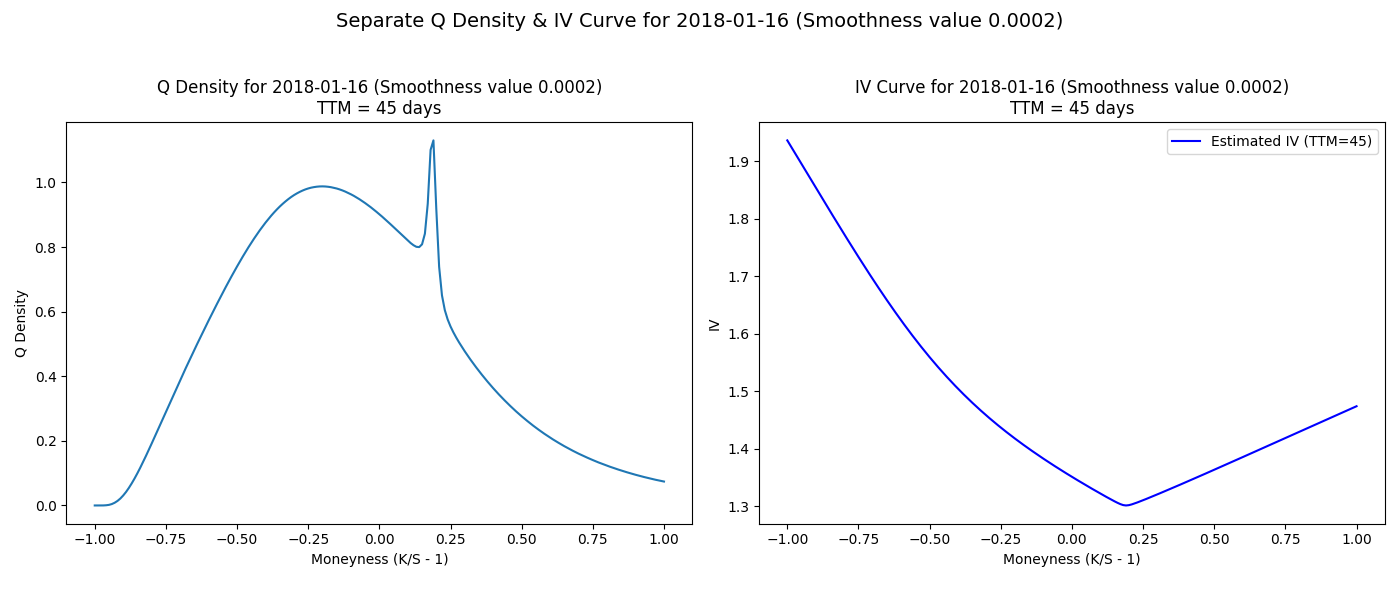 Separate Q Density & IV Curve for 2018-01-16 (Smoothness value 0.0002)
Q Density for 2018-01-16 (Smoothness value 0.0002)
TTM = 45 days
Q Density
1.0
0.8
0.6
0.4
0.2
0.0
−1.00 −0.75 −0.50 −0.25 0.00 0.25 0.50 0.75 1.00
Moneyness (K/S - 1)
IV Curve for 2018-01-16 (Smoothness value 0.0002)
TTM = 45 days
Estimated IV (TTM=45)
IV
1.9
1.8
1.7
1.6
1.5
1.4
1.3
−1.00 −0.75 −0.50 −0.25 0.00 0.25 0.50 0.75 1.00
Moneyness (K/S - 1)